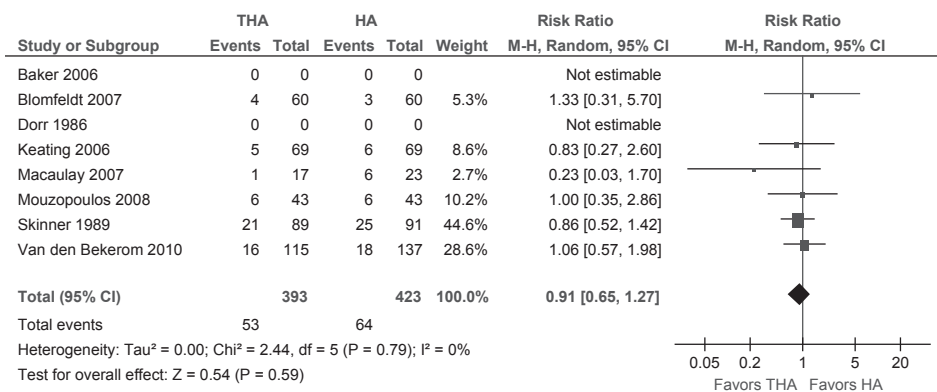 THA HA Risk Ratio Risk Ratio
Study or Subgroup Events Total Events Total Weight M-H, Random, 95% CI M-H, Random, 95% CI
Baker 2006 0 0 0 0 Not estimable
Blomfeldt 2007 4 60 3 60 5.3% 1.33 [0.31, 5.70]
Dorr 1986 0 0 0 0 Not estimable
Keating 2006 5 69 6 69 8.6% 0.83 [0.27, 2.60]
Macaulay 2007 1 17 6 23 2.7% 0.23 [0.03, 1.70]
Mouzopoulos 2008 6 43 6 43 10.2% 1.00 [0.35, 2.86]
Skinner 1989 21 89 25 91 44.6% 0.86 [0.52, 1.42]
Van den Bekerom 2010 16 115 18 137 28.6% 1.06 [0.57, 1.98]
Total (95% CI) 393 423 100.0% 0.91 [0.65, 1.27]
Total events 53 64
Heterogeneity: Tau² = 0.00; Chi² = 2.44, df = 5 (P = 0.79); I² = 0%
Test for overall effect: Z = 0.54 (P = 0.59)
0.05 0.2 1 5 20
Favors THA Favors HA